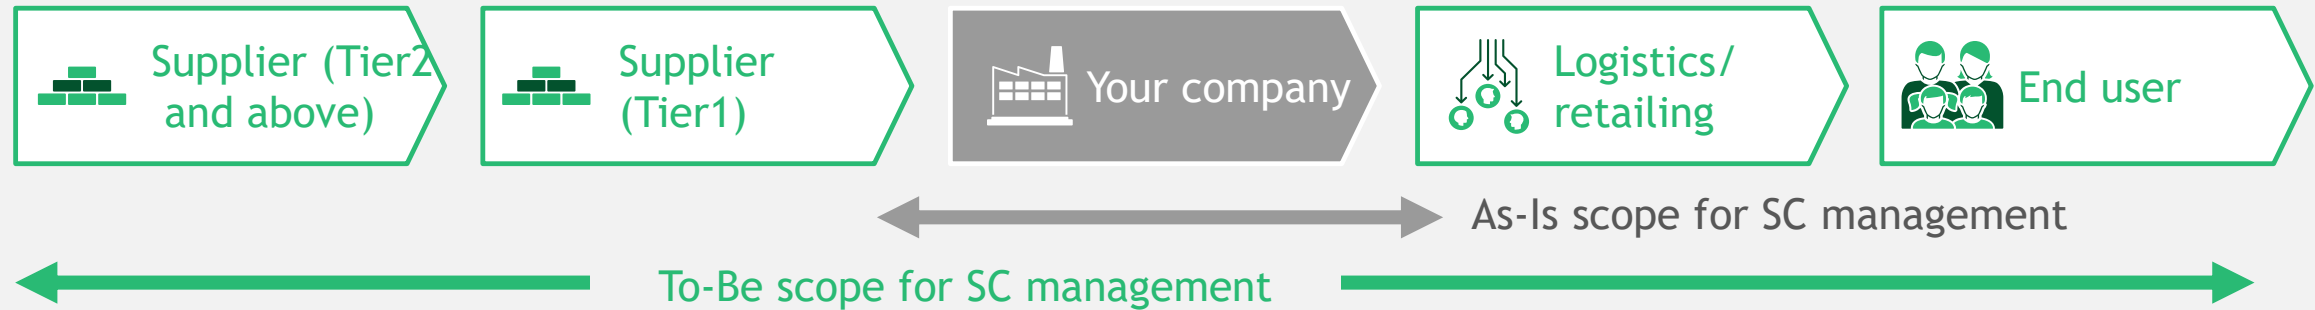 Supplier (Tier2
and above)
Supplier
(Tier1)
Your company
Logistics/
retailing
End user
As-Is scope for SC management
To-Be scope for SC management